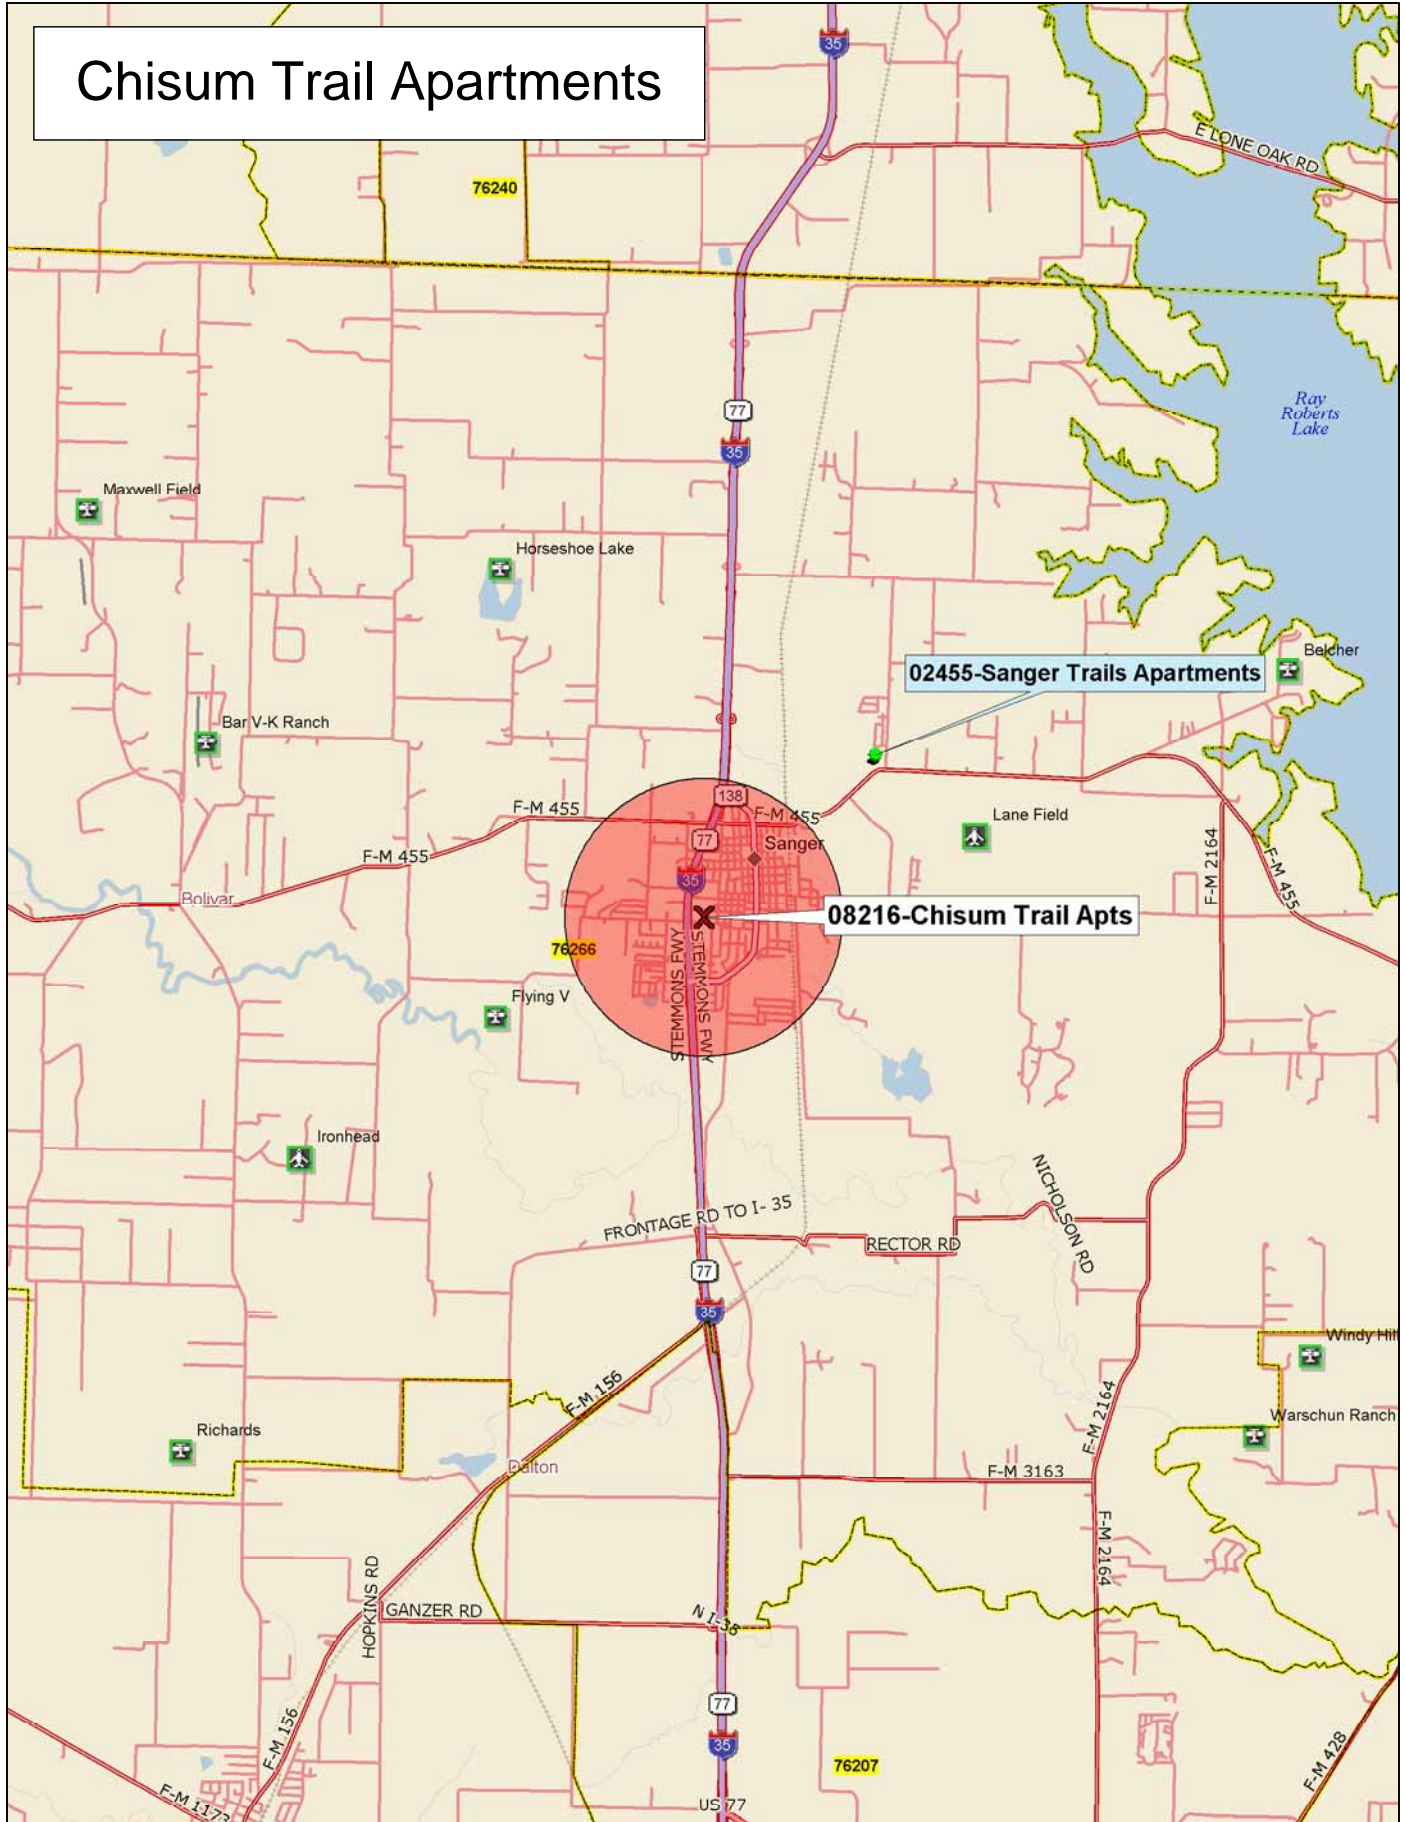 Chisum Trail Apartments
35
E LONE OAK RD
76240
77
35
Ray
Roberts
Lake
Maxwell Field
Horseshoe Lake
Belcher
02455-Sanger Trails Apartments
Bar V-K Ranch
138
F-M 455
F-M 455
77
Sanger
Lane Field
F-M 455
F-M 2164
F-M 455
35
Bolivar
08216-Chisum Trail Apts
76266
STEMMONS FWY
STEMMONS FWY
Flying V
Ironhead
NICHOLSON RD
FRONTAGE RD TO I- 35
RECTOR RD
77
35
Windy Hill
F-M 156
F-M 2164
Warschun Ranch
Richards
Dalton
F-M 3163
F-M 2164
HOPKINS RD
GANZER RD
N I-35
77
F-M 156
35
76207
F-M 428
F-M 1173
US 77